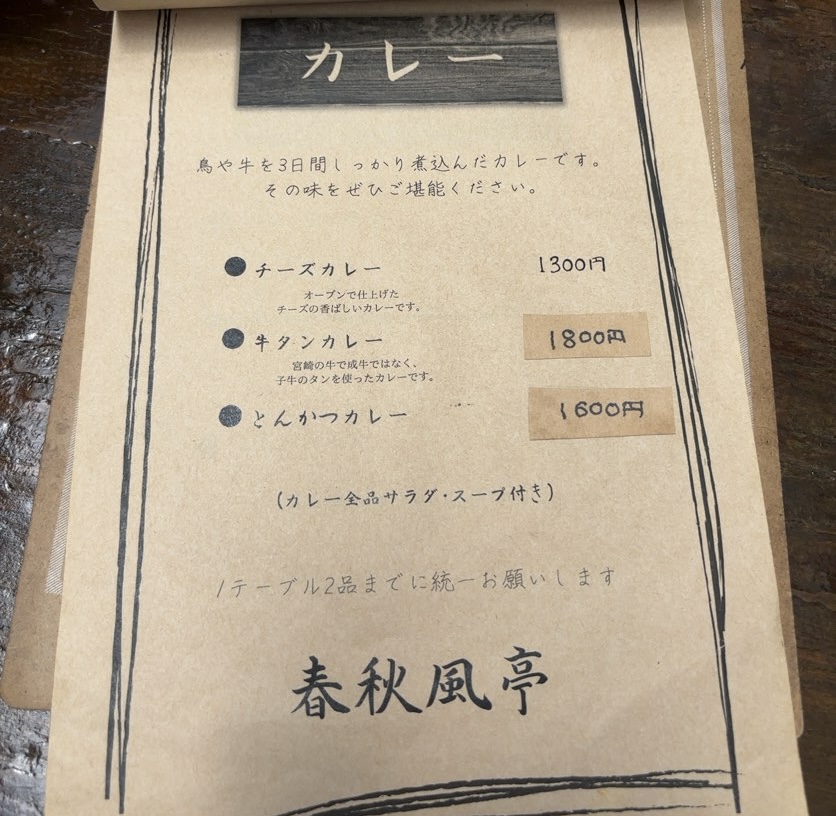 カレー
鳥や牛を3日間しっかり煮込んだカレーです。
その味をぜひご堪能ください。
●チーズカレー 1300円
オーブンで仕上げた
チーズの香ばしいカレーです。
●牛タンカレー 1800円
宮崎の牛で成牛ではなく、
子牛のタンを使ったカレーです。
●とんかつカレー 1600円
(カレー全品サラダ・スープ付き)
1テーブル2品までに統一お願いします
春秋風亭